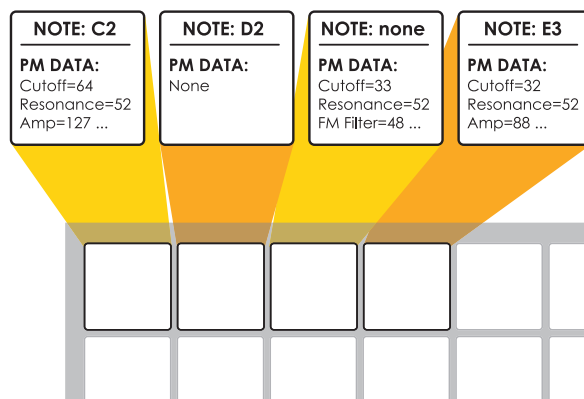 NOTE: C2
PM DATA:
Cutoff=64
Resonance=52
Amp=127 ...
NOTE: D2
PM DATA:
None
NOTE: none
PM DATA:
Cutoff=33
Resonance=52
FM Filter=48 ...
NOTE: E3
PM DATA:
Cutoff=32
Resonance=52
Amp=88 ...